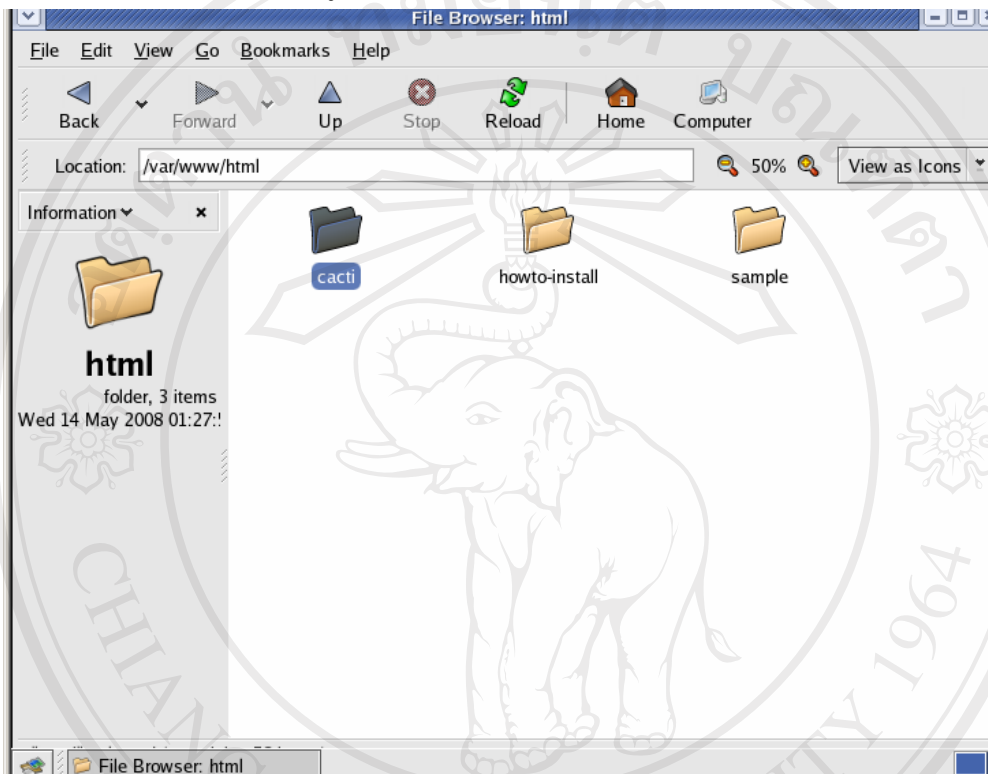 File Browser: html
File Edit View Go Bookmarks Help
Back Forward Up Stop Reload Home Computer
Location: /var/www/html 50% View as Icons
Information
cacti howto-install sample
html
folder, 3 items
Wed 14 May 2008 01:27:
File Browser: html
1964